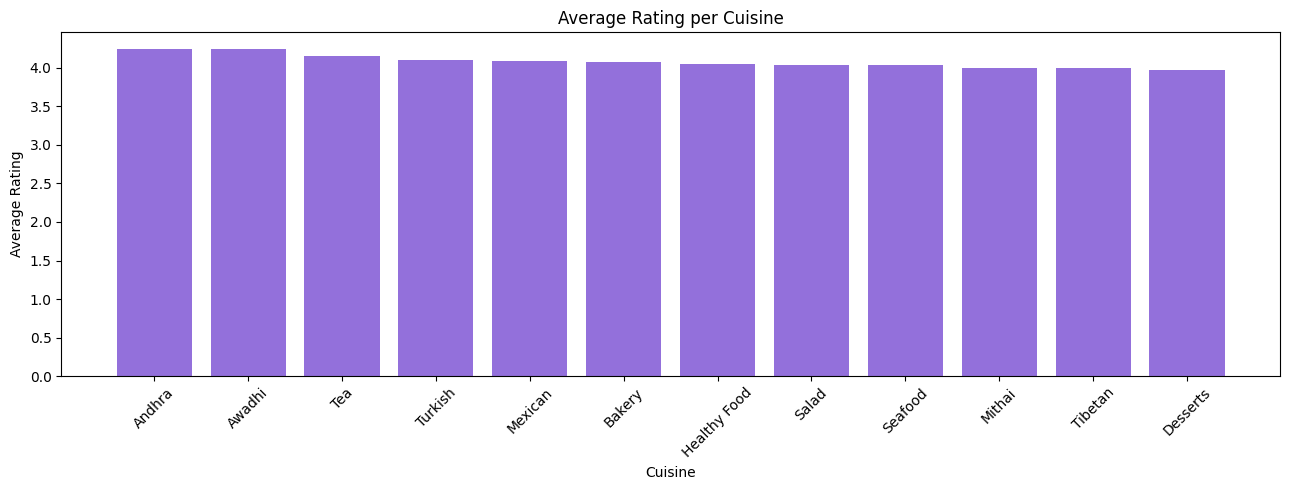 Average Rating per Cuisine
Average Rating
4.0
3.5
3.0
2.5
2.0
1.5
1.0
0.5
0.0
Andhra
Awadhi
Tea
Turkish
Mexican
Bakery
Healthy Food
Salad
Seafood
Mithai
Tibetan
Desserts
Cuisine